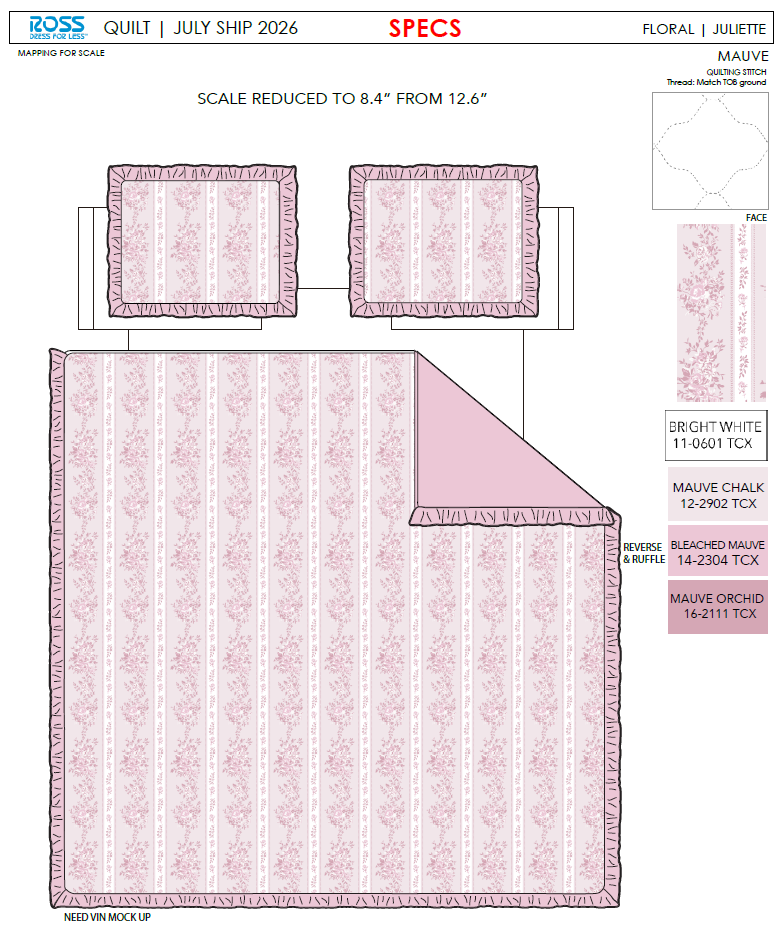 ROSS
DRESS FOR LESS
QUILT | JULY SHIP 2026
SPECS
FLORAL | JULIETTE
MAPPING FOR SCALE
MAUVE
QUILTING STITCH
Thread: Match TOB ground
SCALE REDUCED TO 8.4” FROM 12.6”
FACE
BRIGHT WHITE
11-0601 TCX
MAUVE CHALK
12-2902 TCX
REVERSE
& RUFFLE
BLEACHED MAUVE
14-2304 TCX
MAUVE ORCHID
16-2111 TCX
NEED VIN MOCK UP